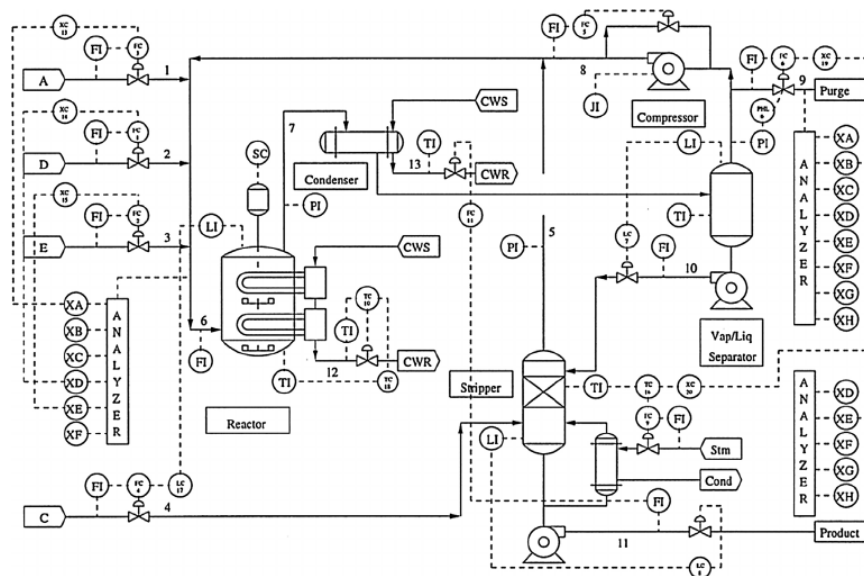 XC
13
FI
FC
3
A
1
XC
14
FI
FC
1
D
2
XC
15
FI
FC
2
E
3
XA
XB
XC
XD
XE
XF
ANALYZER
6
FI
LI
SC
7
PI
CWS
Condenser
13
TI
CWR
FC
11
CWS
TC
10
TI
TI
12
CWR
TC
18
Reactor
FI
FC
4
LC
17
C
4
FI
FC
5
8
JI
Compressor
FI
FC
6
XC
19
9
Purge
PHL
6
PI
LI
TI
LC
7
FI
10
Vap/Liq
Separator
PI
5
ANALYZER
XA
XB
XC
XD
XE
XF
XG
XH
Stripper
TI
TC
16
XC
20
FC
9
FI
Stm
Cond
LI
FI
11
LC
8
Product
ANALYZER
XD
XE
XF
XG
XH